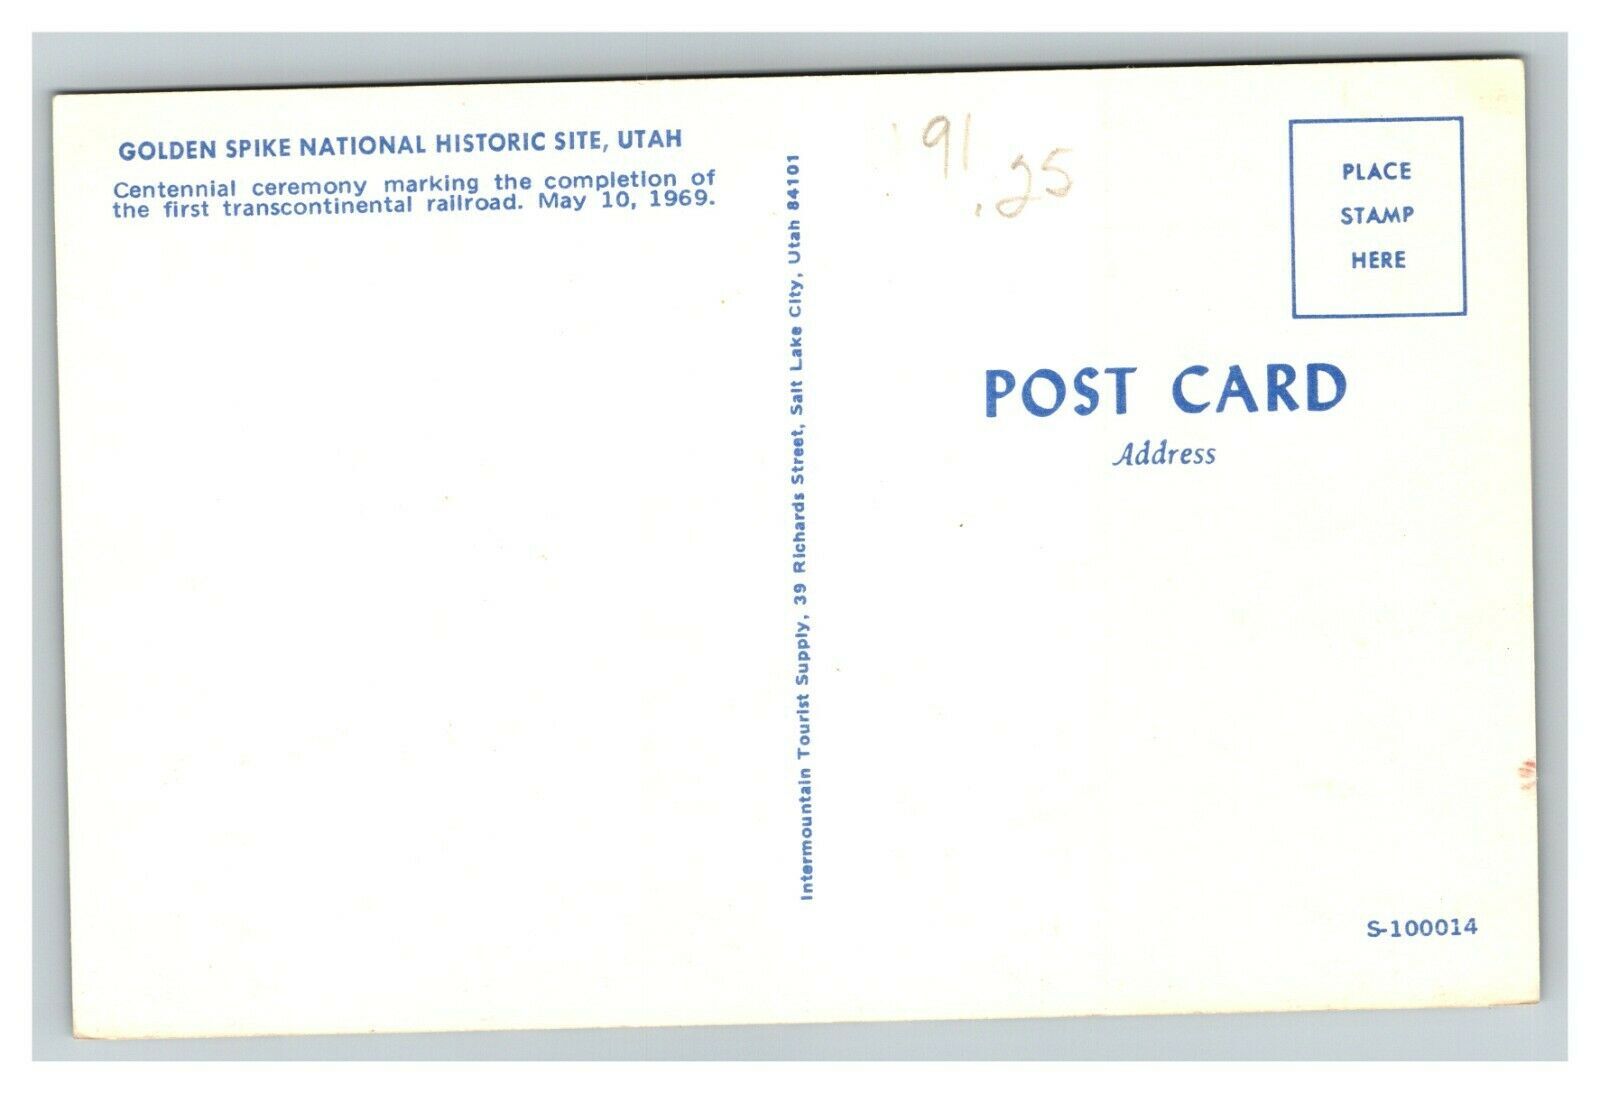 GOLDEN SPIKE NATIONAL HISTORIC SITE, UTAH
Centennial ceremony marking the completion of
the first transcontinental railroad. May 10, 1969.
Intermountain Tourist Supply, 39 Richards Street, Salt Lake City, Utah 84101
'91
.25
PLACE
STAMP
HERE
POST CARD
Address
S-100014